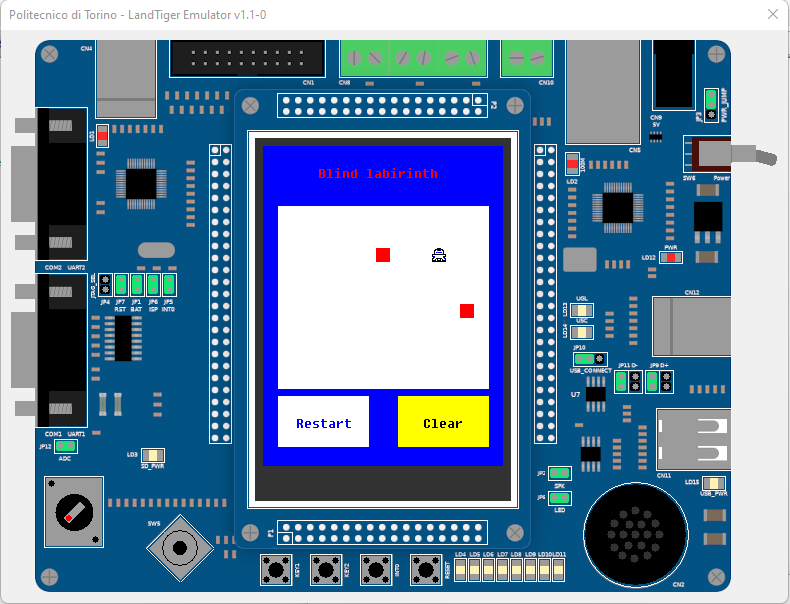 Politecnico di Torino - LandTiger Emulator v1.1-0
CN4
CN1
CN8
CN10
P2
CN9
5V
JP3
PWR_JUMP
LD1
CN5
LD2
100M
SW6
Power
Blind labirinth
COM2
UART2
PWR
LD12
JTAG_SEL
JP4
JP7
RST
JP1
BAT
JP6
ISP
JP5
INT0
UGL
LD13
USC
LD14
CN12
JP10
USB_CONNECT
JP11 D-
JP9 D+
U7
Restart
Clear
COM1
UART1
JP12
ADC
LD3
SD_PWR
JP2
SPK
CN11
LD15
USB_PWR
LED
SW5
P1
KEY1
KEY2
INT0
RESET
LD4 LD5 LD6 LD7 LD8 LD9 LD10 LD11
CN2